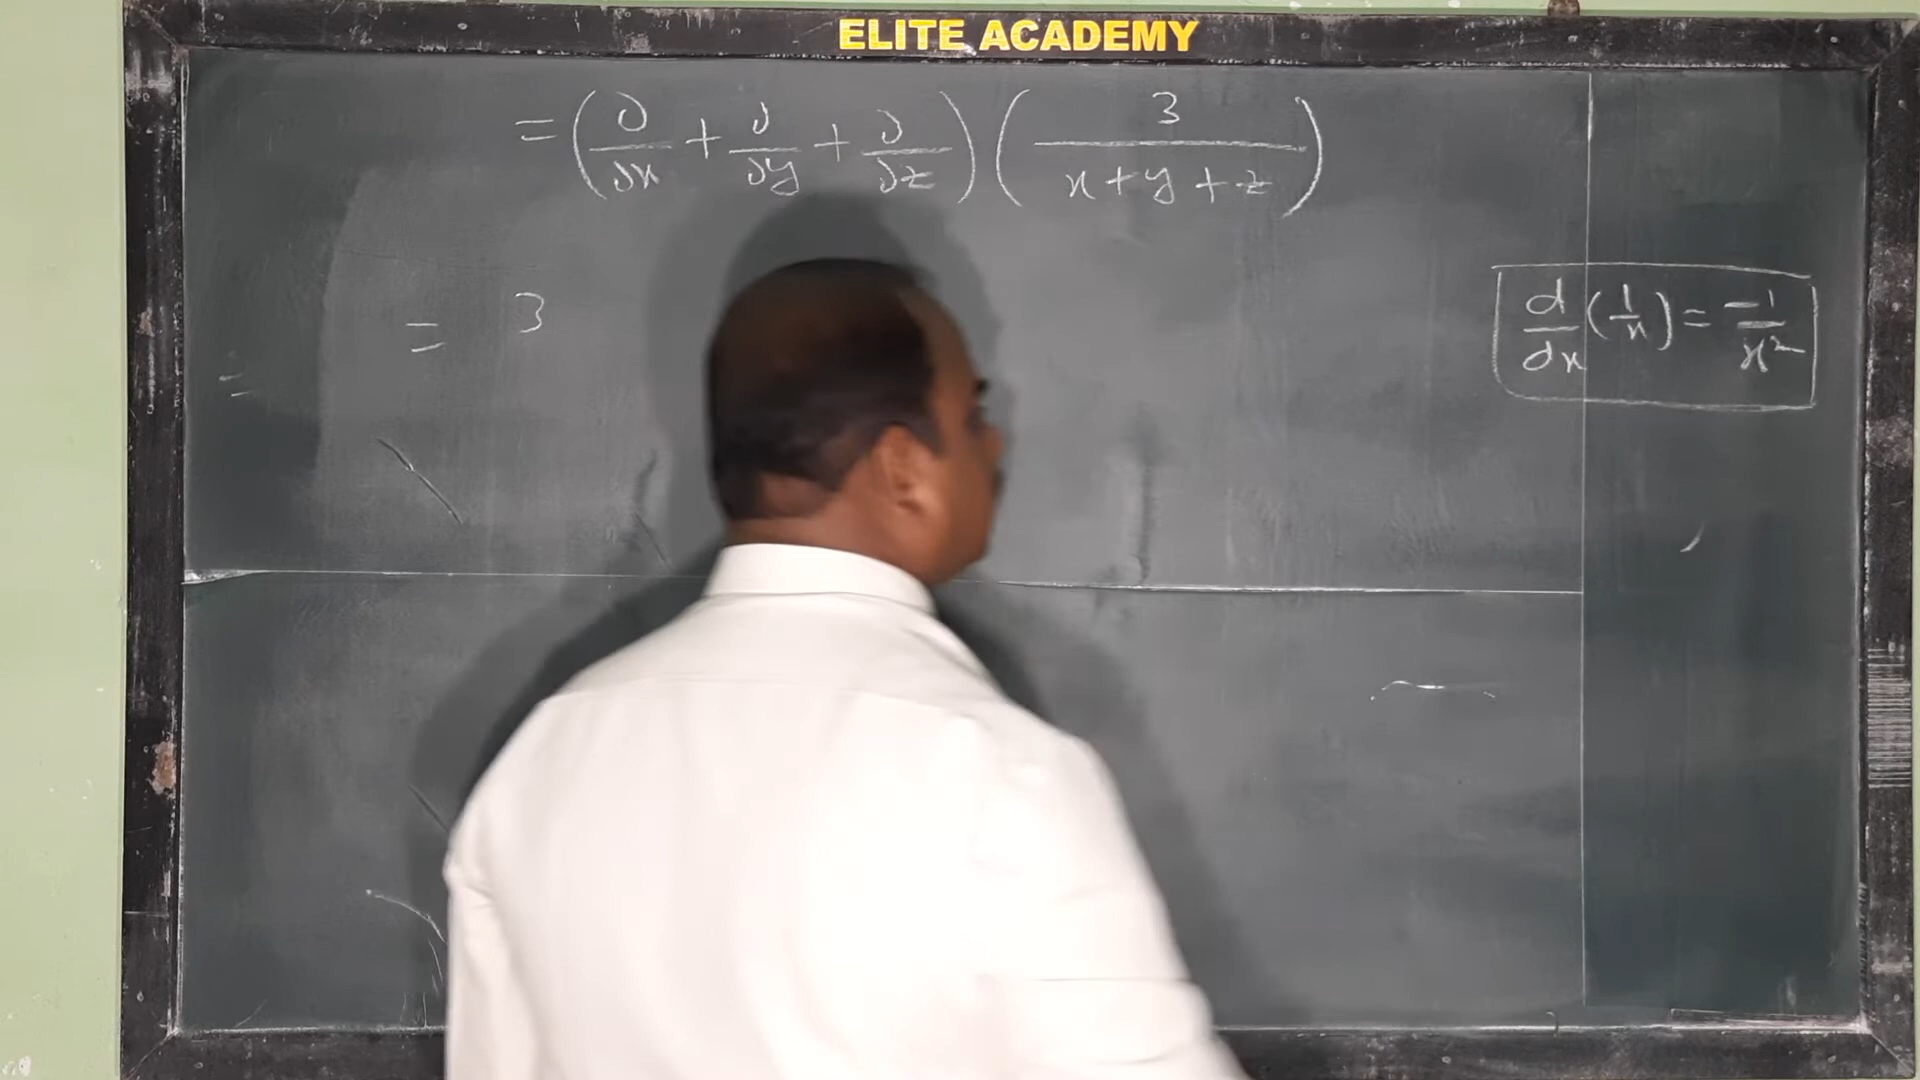 ELITE ACADEMY
= (∂/∂x + ∂/∂y + ∂/∂z) (3/(x+y+z))
= 3
d/dx (1/x) = -1/x²
=